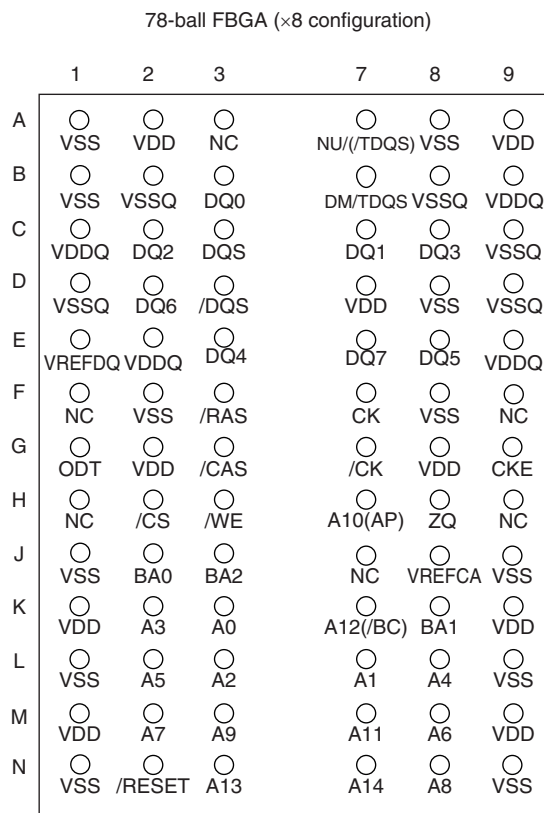 78-ball FBGA (×8 configuration)
1 2 3 7 8 9
A
VSS VDD NC NU/(/TDQS) VSS VDD
B
VSS VSSQ DQ0 DM/TDQS VSSQ VDDQ
C
VDDQ DQ2 DQS DQ1 DQ3 VSSQ
D
VSSQ DQ6 /DQS VDD VSS VSSQ
E
VREFDQ VDDQ DQ4 DQ7 DQ5 VDDQ
F
NC VSS /RAS CK VSS NC
G
ODT VDD /CAS /CK VDD CKE
H
NC /CS /WE A10(AP) ZQ NC
J
VSS BA0 BA2 NC VREFCA VSS
K
VDD A3 A0 A12(/BC) BA1 VDD
L
VSS A5 A2 A1 A4 VSS
M
VDD A7 A9 A11 A6 VDD
N
VSS /RESET A13 A14 A8 VSS